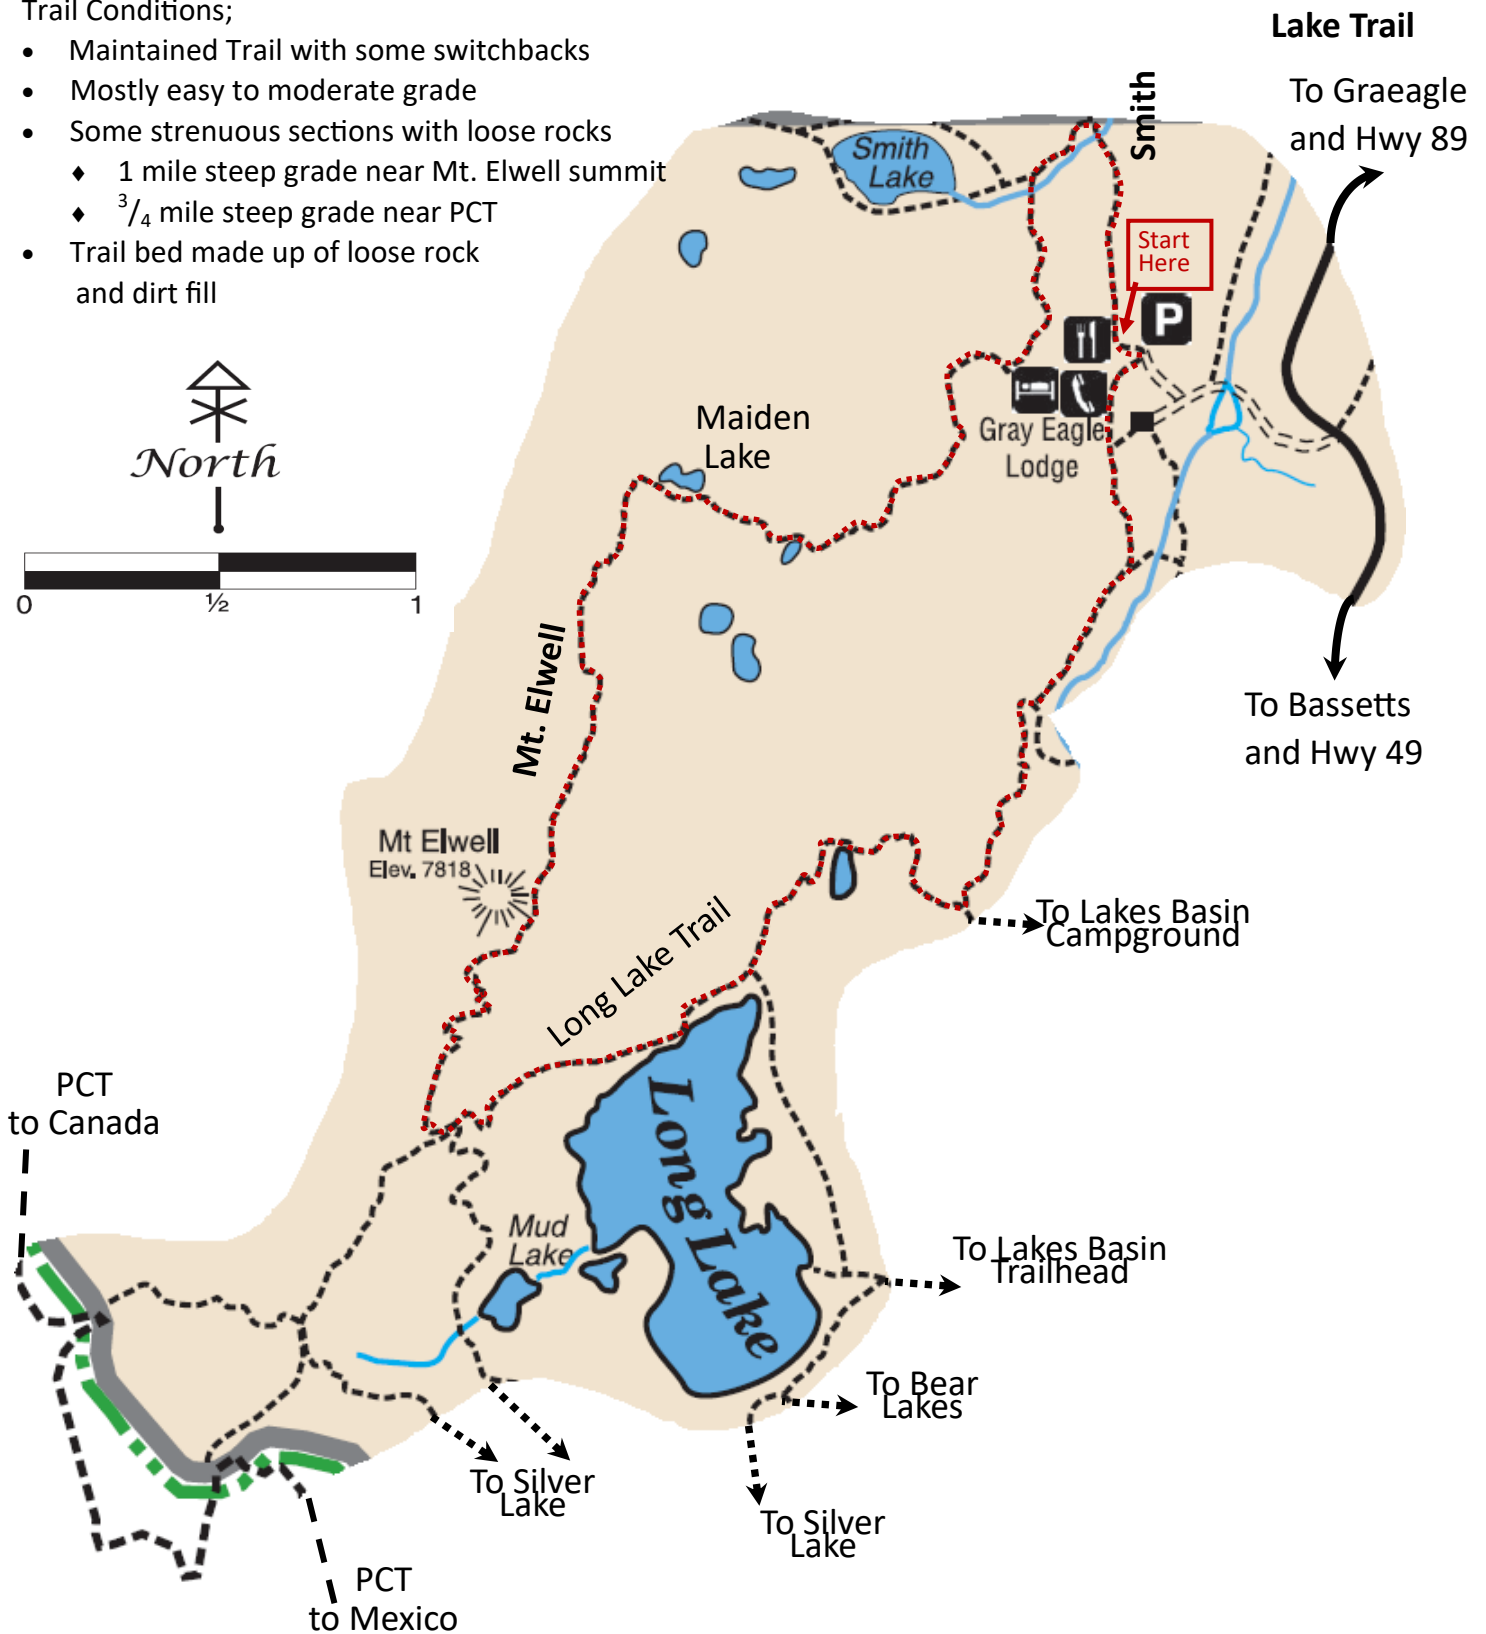 Trail Conditions;
• Maintained Trail with some switchbacks
• Mostly easy to moderate grade
• Some strenuous sections with loose rocks
♦ 1 mile steep grade near Mt. Elwell summit
♦ 3/4 mile steep grade near PCT
• Trail bed made up of loose rock
and dirt fill
Lake Trail
To Graeagle
and Hwy 89
Smith
Smith
Lake
Start
Here
P
North
0 ½ 1
Maiden
Lake
Gray Eagle
Lodge
To Bassetts
and Hwy 49
Mt. Elwell
Mt Elwell
Elev. 7818
Long Lake Trail
To Lakes Basin
Campground
PCT
to Canada
Long Lake
Mud
Lake
To Lakes Basin
Trailhead
To Bear
Lakes
To Silver
Lake
To Silver
Lake
PCT
to Mexico